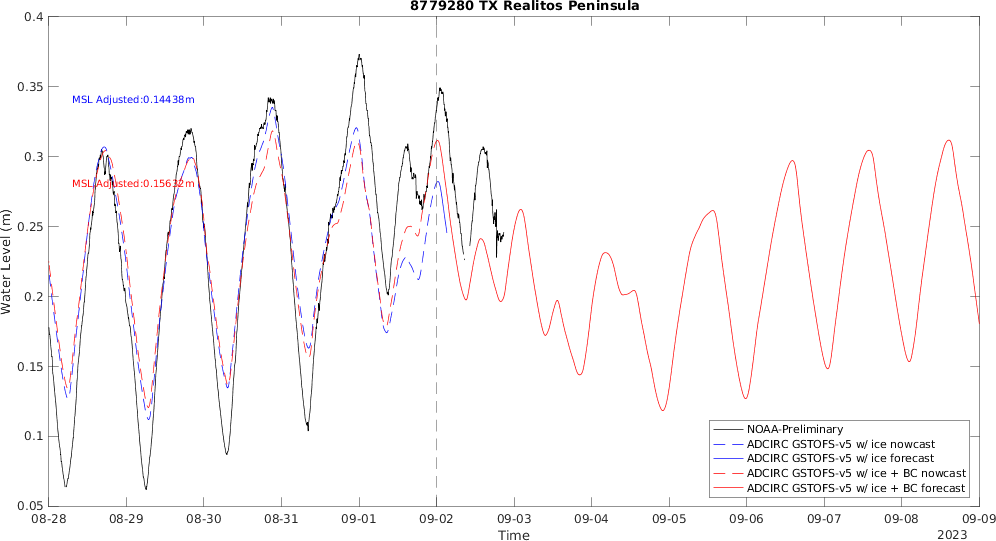 8779280 TX Realitos Peninsula
0.4
0.35
0.3
0.25
0.2
0.15
0.1
0.05
Water Level (m)
MSL Adjusted:0.14438m
MSL Adjusted:0.15632m
NOAA-Preliminary
ADCIRC GSTOFS-v5 w/ ice nowcast
ADCIRC GSTOFS-v5 w/ ice forecast
ADCIRC GSTOFS-v5 w/ ice + BC nowcast
ADCIRC GSTOFS-v5 w/ ice + BC forecast
08-28 08-29 08-30 08-31 09-01 09-02 09-03 09-04 09-05 09-06 09-07 09-08 09-09
Time
2023